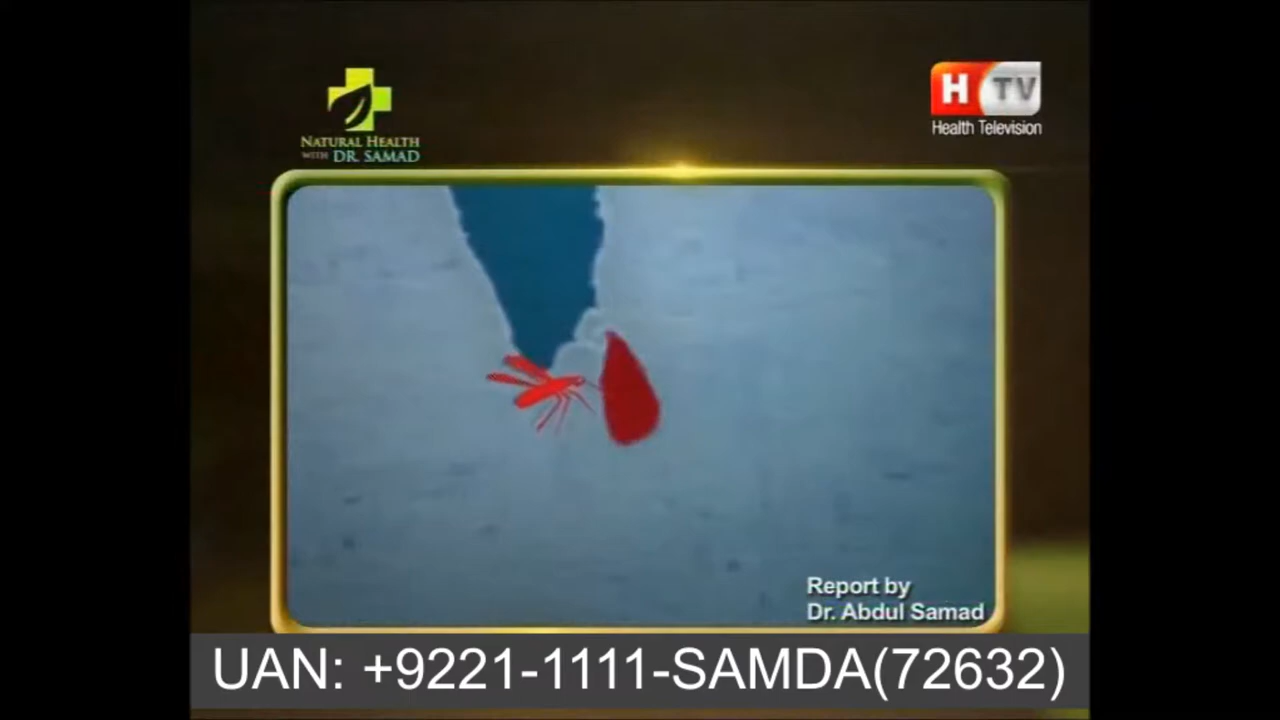 NATURAL HEALTH
WITH DR. SAMAD
H TV
Health Television
Report by
Dr. Abdul Samad
UAN: +9221-1111-SAMDA(72632)